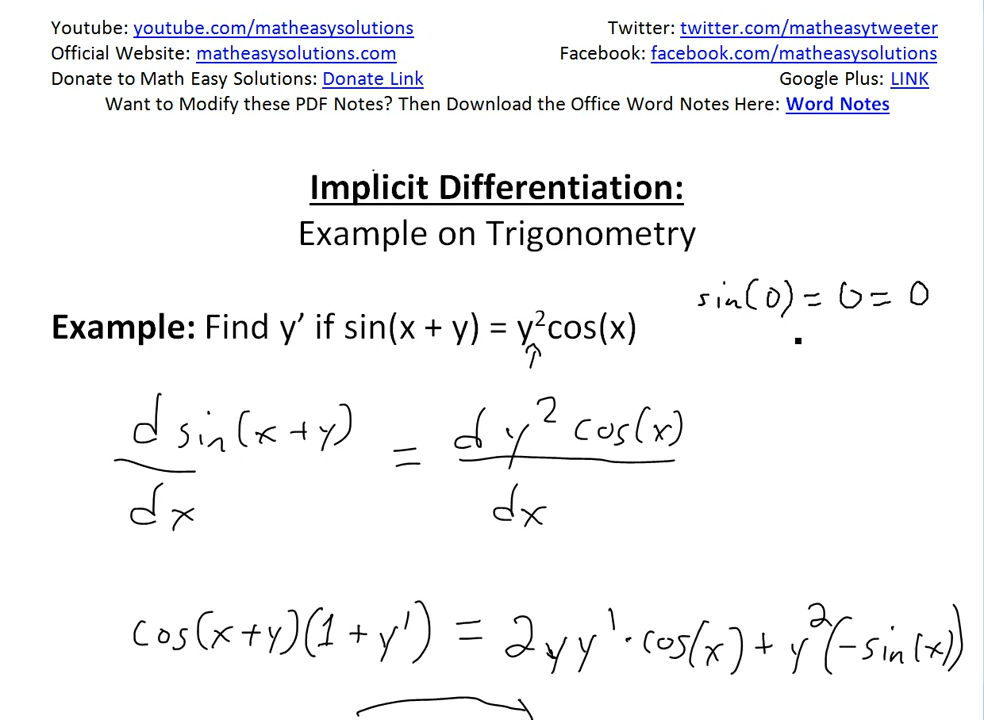 Youtube: youtube.com/matheasysolutions Twitter: twitter.com/matheasytweeter
Official Website: matheasysolutions.com Facebook: facebook.com/matheasysolutions
Donate to Math Easy Solutions: Donate Link Google Plus: LINK
Want to Modify these PDF Notes? Then Download the Office Word Notes Here: Word Notes
Implicit Differentiation:
Example on Trigonometry
sin(0) = 0 = 0
Example: Find y’ if sin(x + y) = y²cos(x)
d sin(x+y) = d y² cos(x)
dx dx
cos(x+y)(1 + y') = 2yy'·cos(x) + y²(-sin(x))